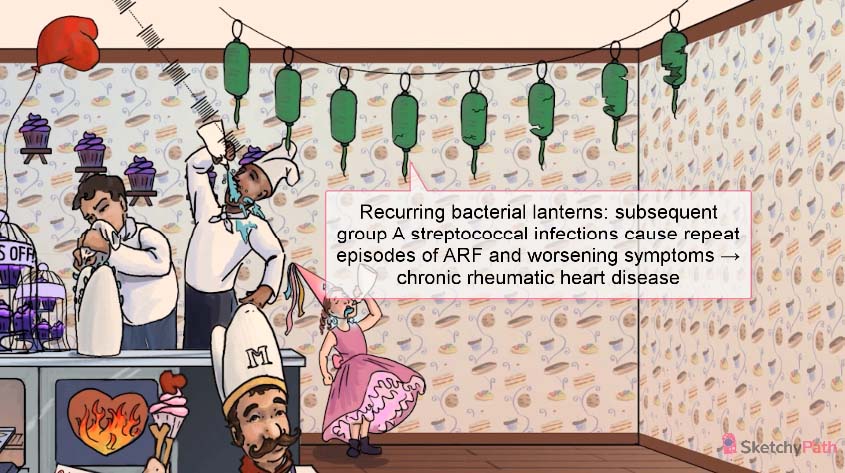 Recurring bacterial lanterns: subsequent
group A streptococcal infections cause repeat
episodes of ARF and worsening symptoms →
chronic rheumatic heart disease
S OFF
M
SketchyPath